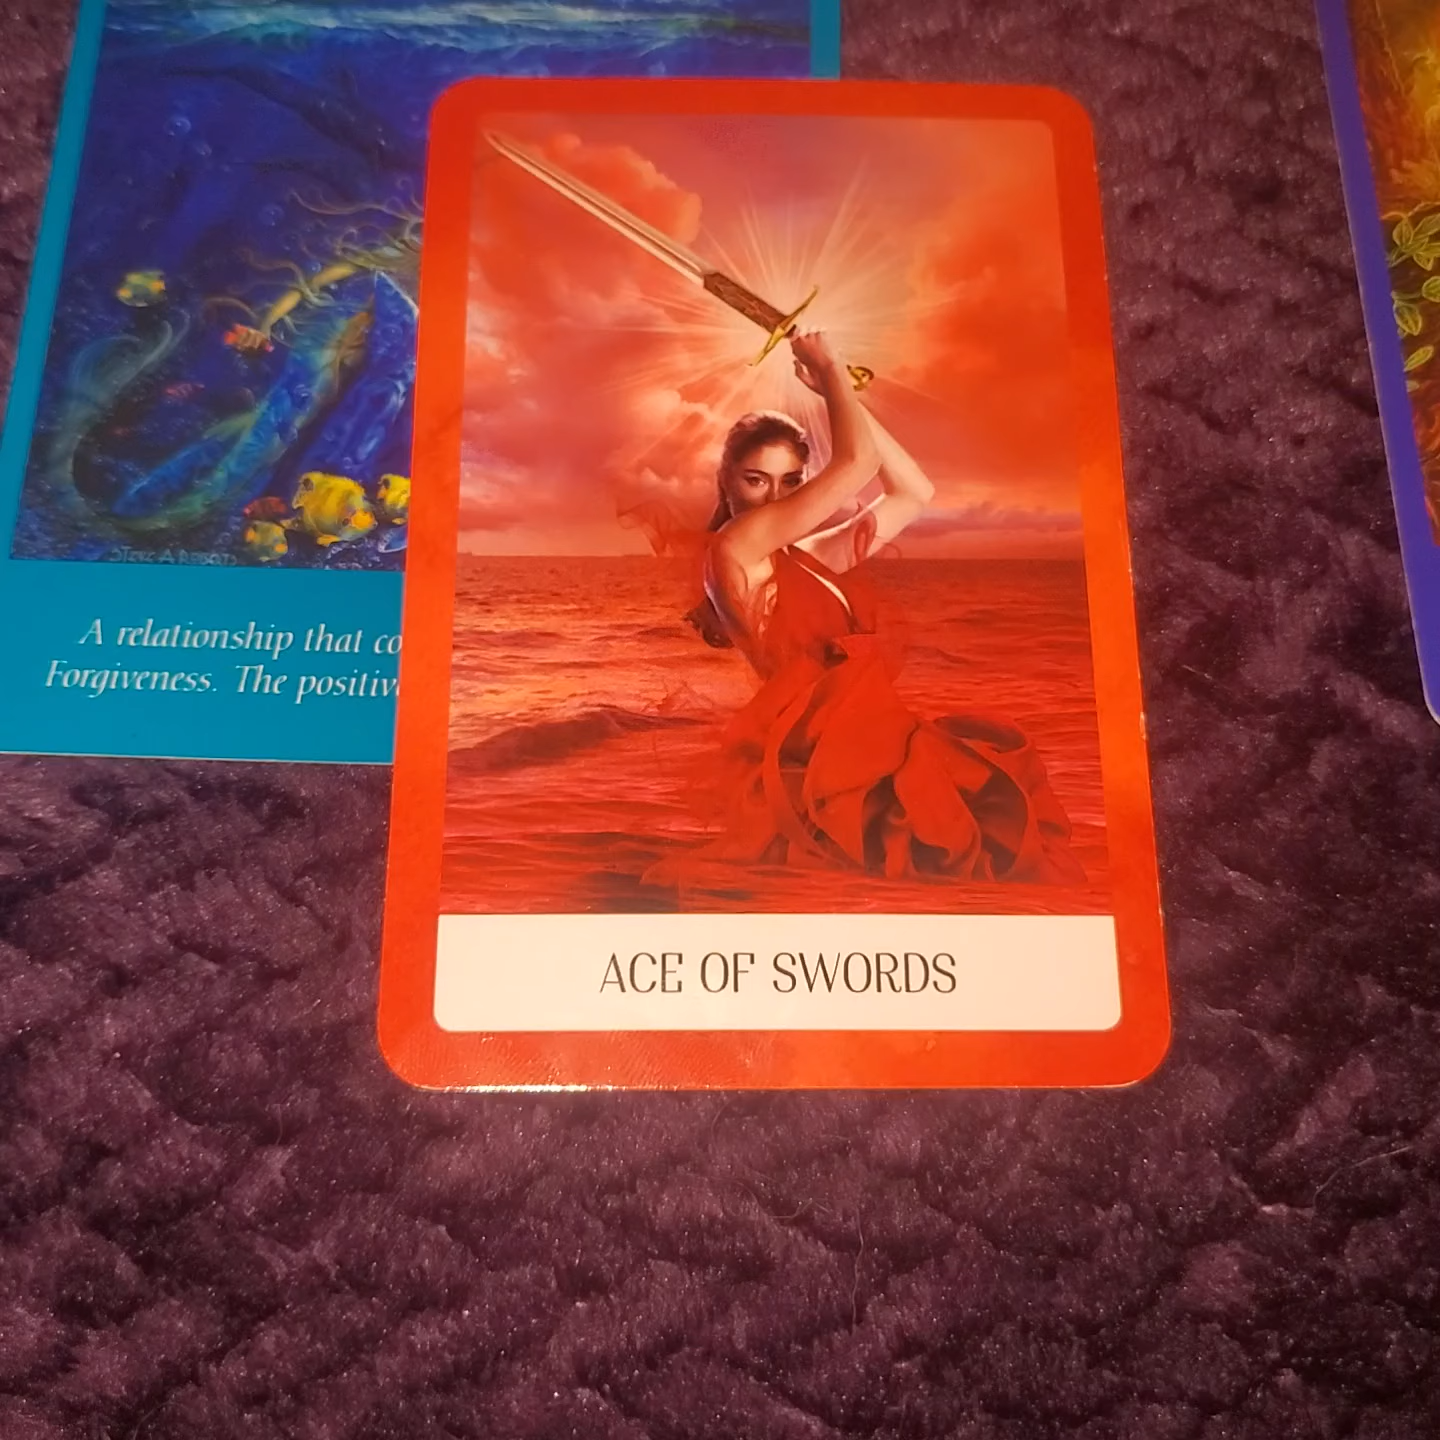 A relationship that co
Forgiveness. The positiv
ACE OF SWORDS